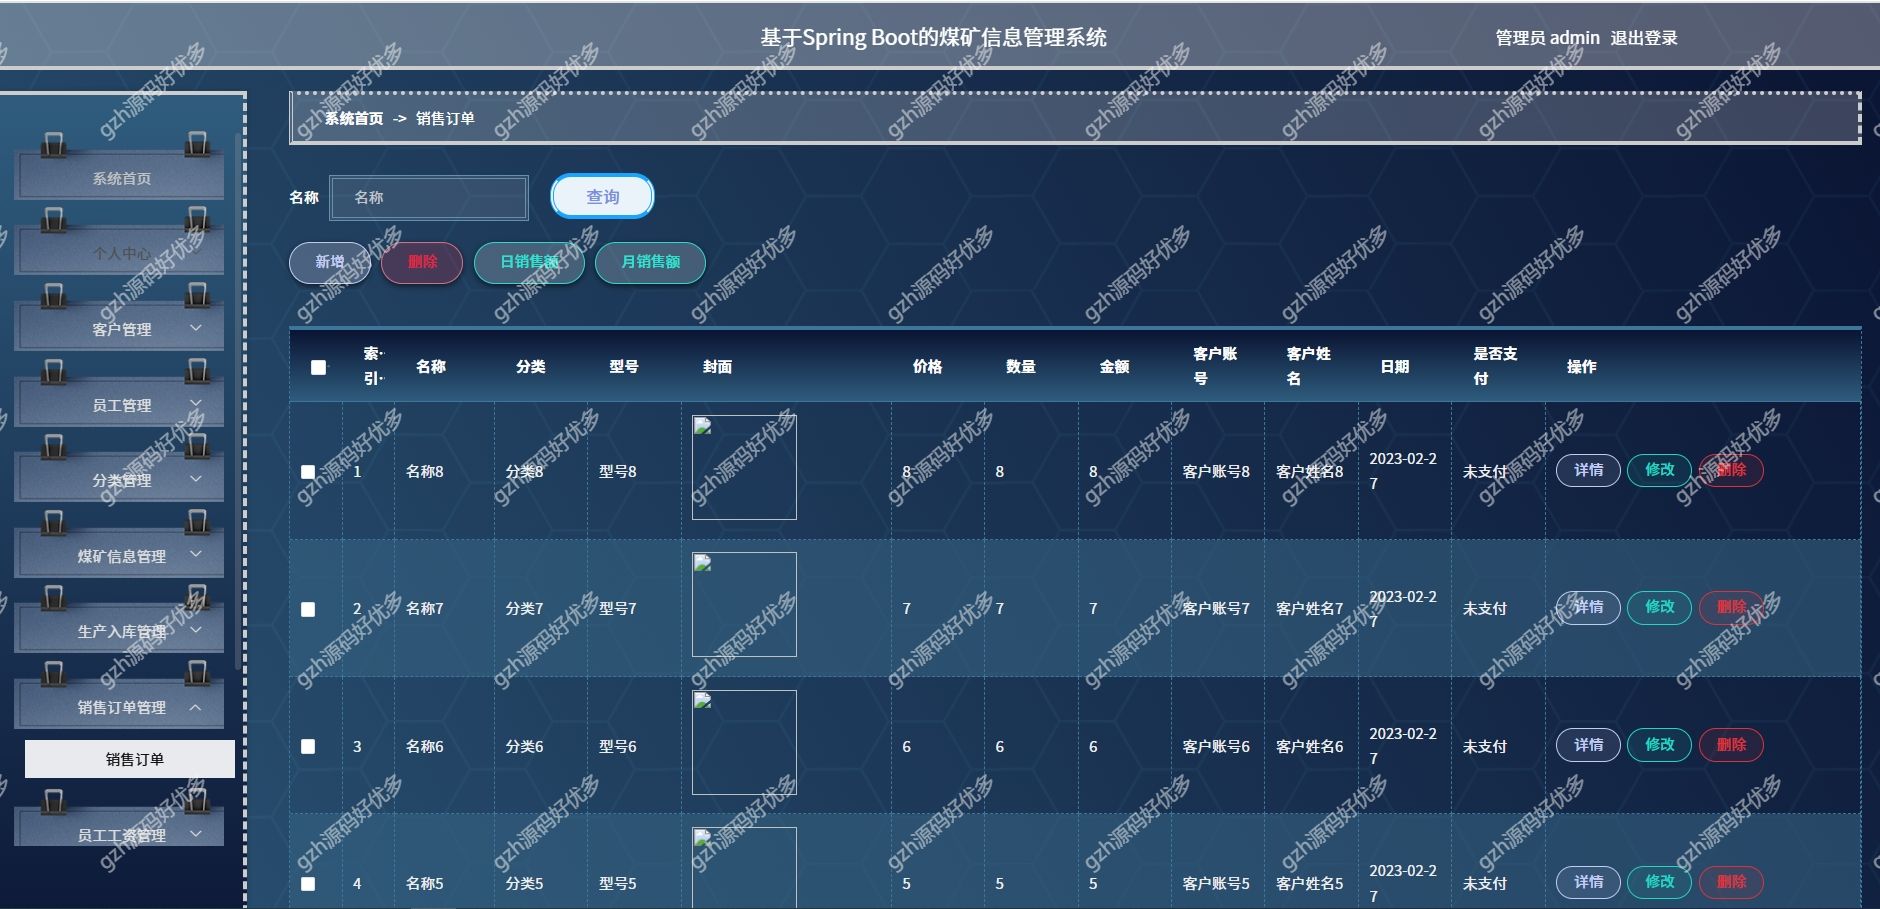 基于Spring Boot的煤矿信息管理系统
管理员 admin 退出登录
系统首页 -> 销售订单
系统首页
个人中心
客户管理
员工管理
分类管理
煤矿信息管理
生产入库管理
销售订单管理
销售订单
员工工资管理
名称 名称 查询
新增 删除 日销售额 月销售额
索引 名称 分类 型号 封面 价格 数量 金额 客户账号 客户姓名 日期 是否支付 操作
1 名称8 分类8 型号8 8 8 8 客户账号8 客户姓名8 2023-02-27 未支付 详情 修改 删除
2 名称7 分类7 型号7 7 7 7 客户账号7 客户姓名7 2023-02-27 未支付 详情 修改 删除
3 名称6 分类6 型号6 6 6 6 客户账号6 客户姓名6 2023-02-27 未支付 详情 修改 删除
4 名称5 分类5 型号5 5 5 5 客户账号5 客户姓名5 2023-02-27 未支付 详情 修改 删除
gzh源码好优多